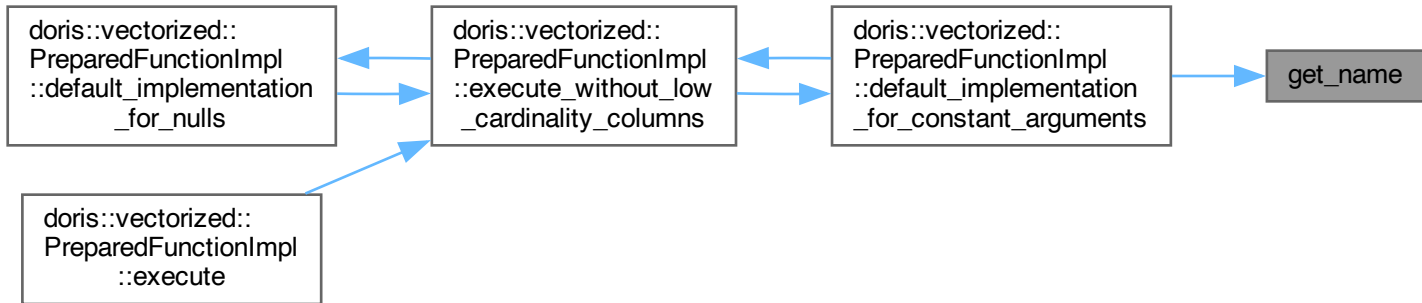 doris::vectorized::
PreparedFunctionImpl
::default_implementation
_for_nulls
doris::vectorized::
PreparedFunctionImpl
::execute_without_low
_cardinality_columns
doris::vectorized::
PreparedFunctionImpl
::default_implementation
_for_constant_arguments
get_name
doris::vectorized::
PreparedFunctionImpl
::execute